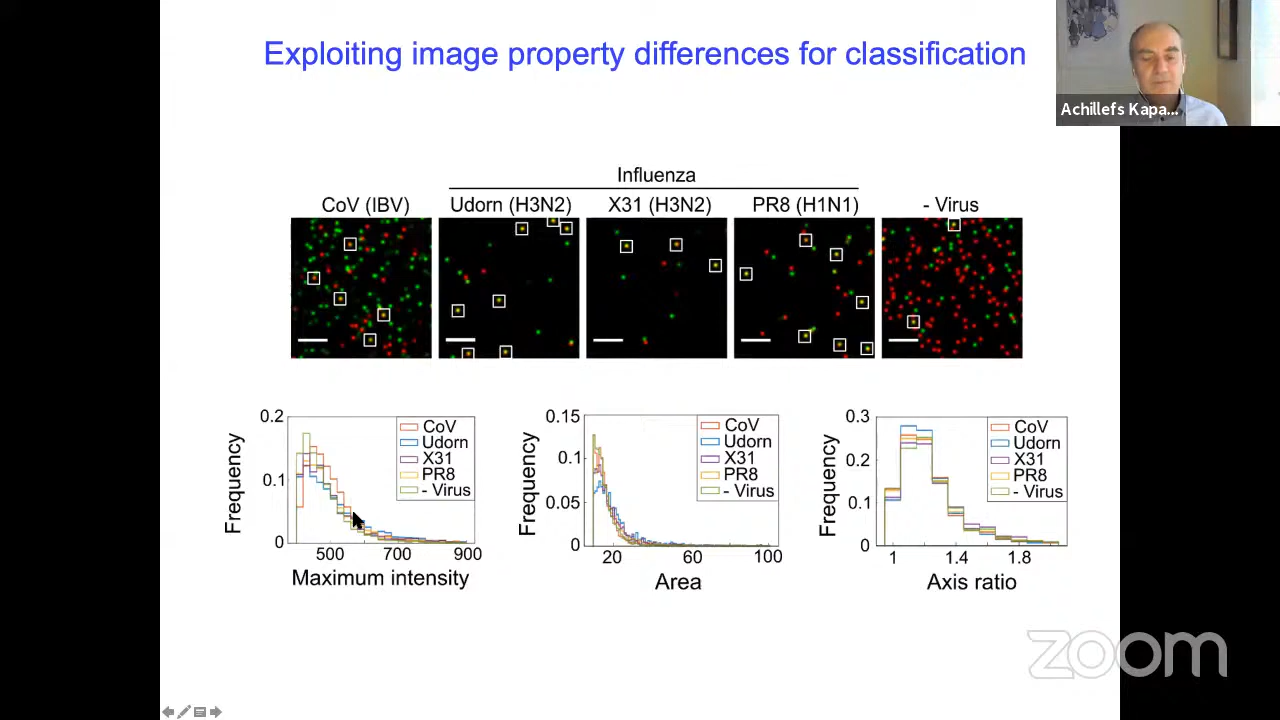 Exploiting image property differences for classification
Achillefs Kapa...
Influenza
CoV (IBV) Udorn (H3N2) X31 (H3N2) PR8 (H1N1) - Virus
0.2
0.1
0
Frequency
CoV
Udorn
X31
PR8
- Virus
500 700 900
Maximum intensity
0.15
0.1
0.05
0
Frequency
CoV
Udorn
X31
PR8
- Virus
20 60 100
Area
0.3
0.2
0.1
0
Frequency
CoV
Udorn
X31
PR8
- Virus
1 1.4 1.8
Axis ratio
zoom